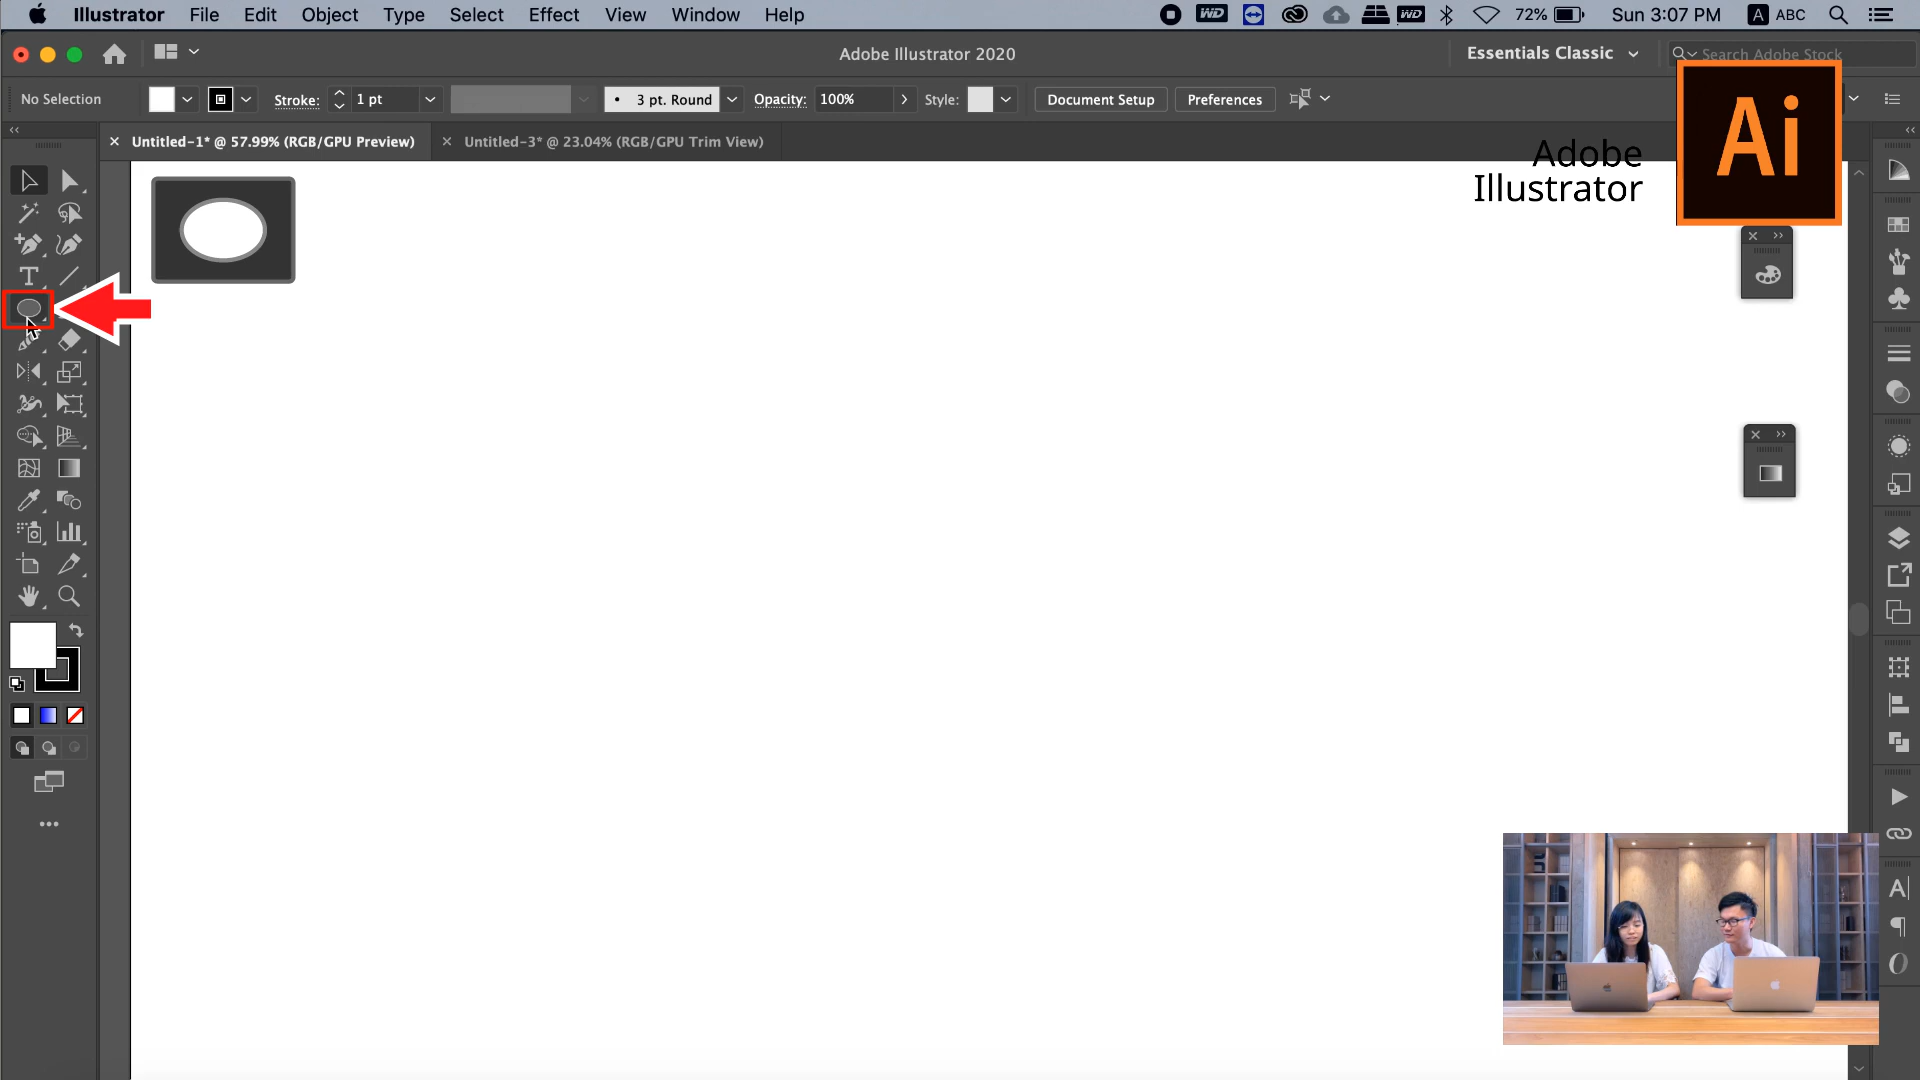 Illustrator File Edit Object Type Select Effect View Window Help WD WD 72% Sun 3:07 PM A ABC
Adobe Illustrator 2020 Essentials Classic Search Adobe Stock
No Selection Stroke: 1 pt 3 pt. Round Opacity: 100% Style: Document Setup Preferences
Untitled-1* @ 57.99% (RGB/GPU Preview) Untitled-3* @ 23.04% (RGB/GPU Trim View)
Adobe
Illustrator
Ai